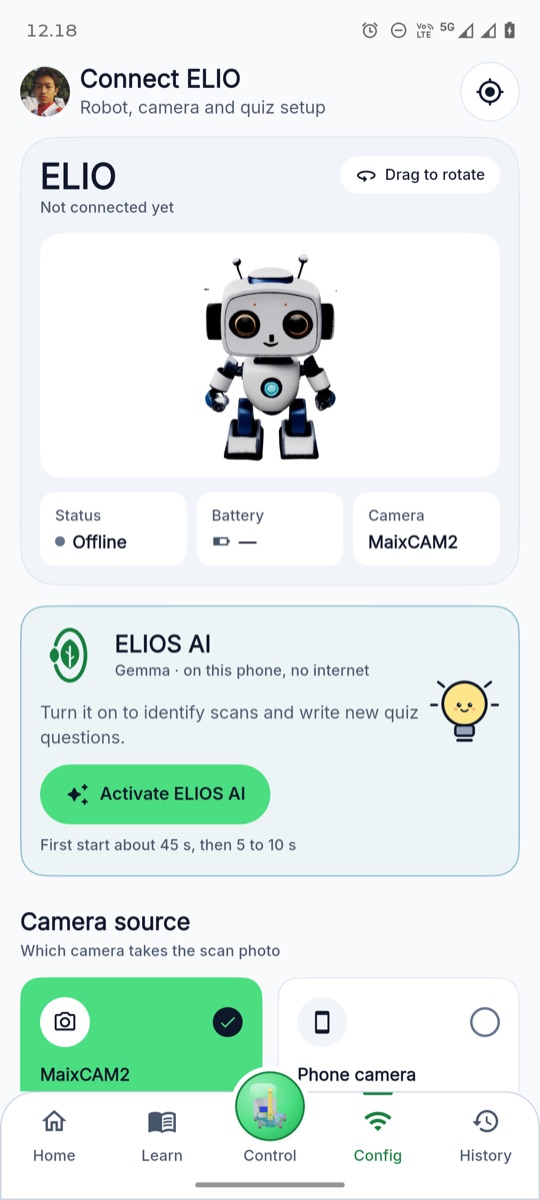 12.18
Vo LTE
5G
Connect ELIO
Robot, camera and quiz setup
ELIO
Drag to rotate
Not connected yet
Status
Offline
Battery
—
Camera
MaixCAM2
ELIOS AI
Gemma · on this phone, no internet
Turn it on to identify scans and write new quiz
questions.
Activate ELIOS AI
First start about 45 s, then 5 to 10 s
Camera source
Which camera takes the scan photo
MaixCAM2
Phone camera
Home
Learn
Control
Config
History